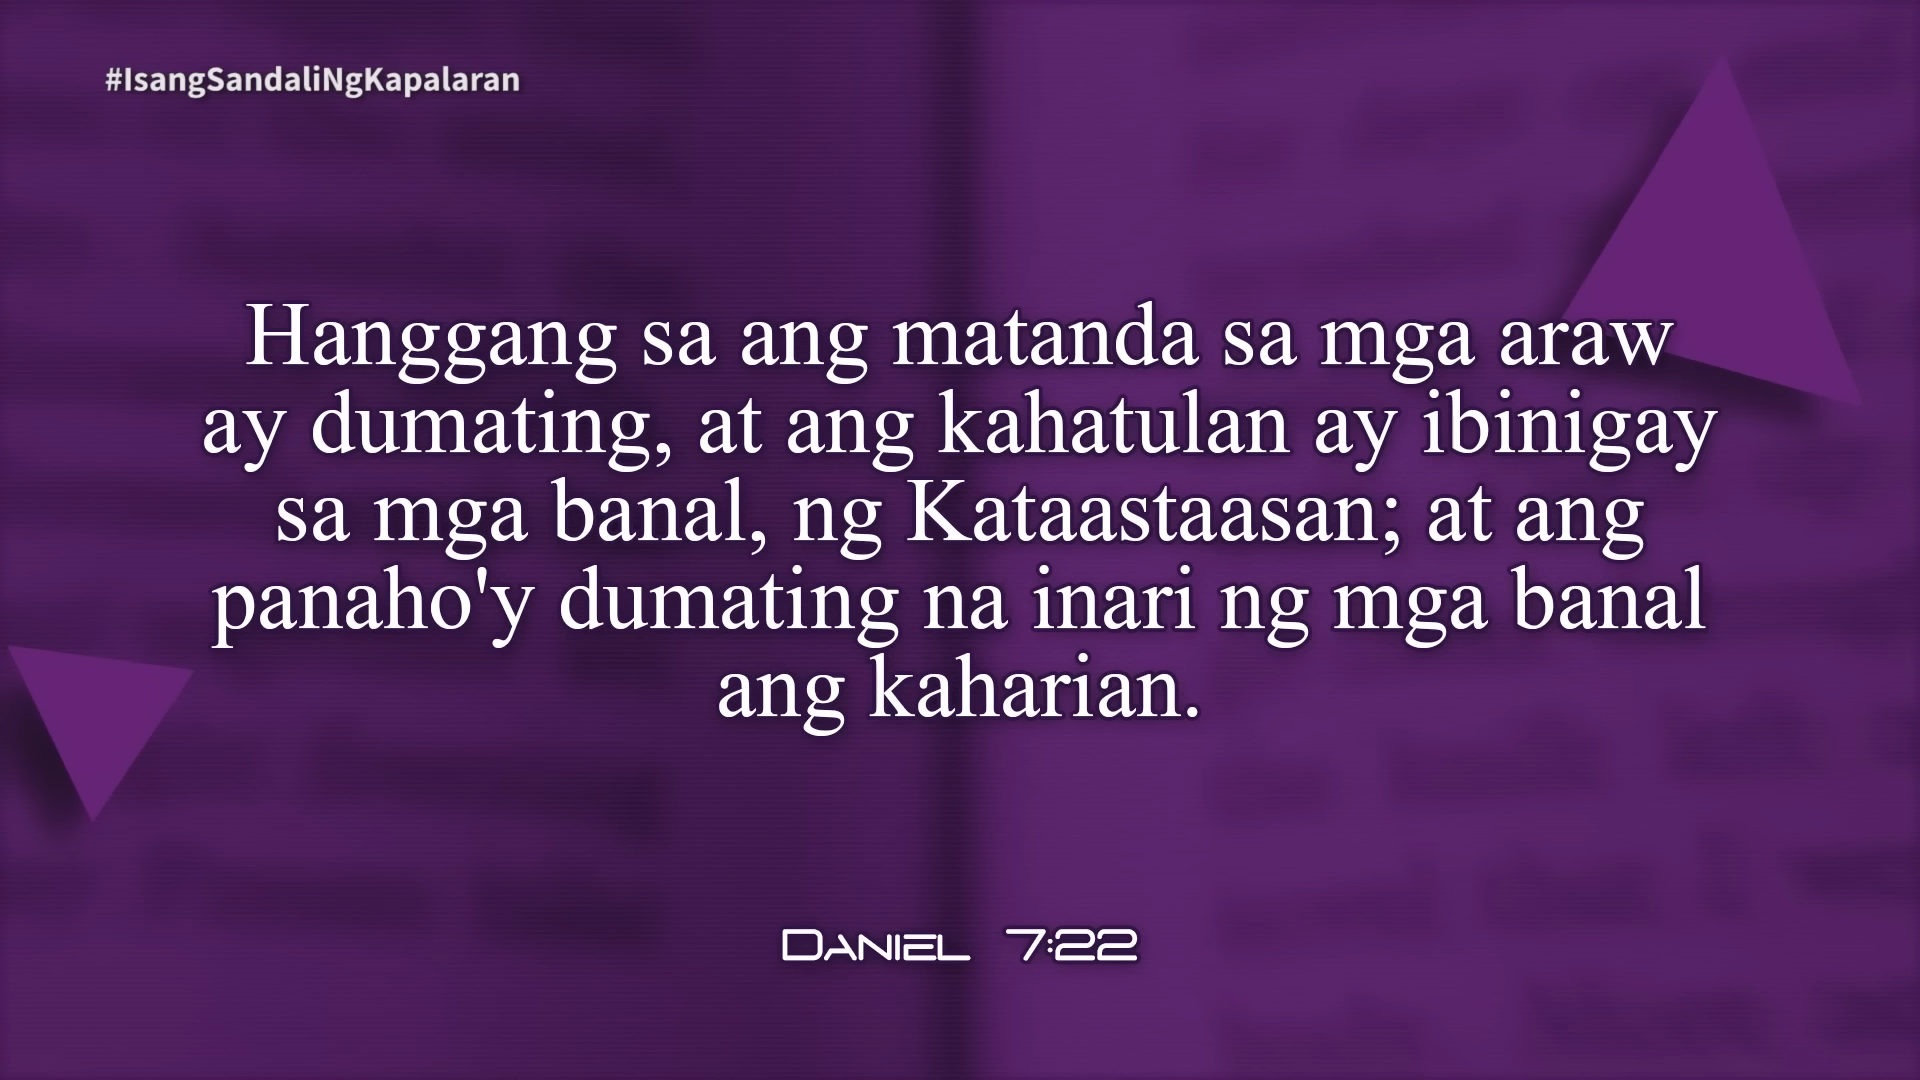 #IsangSandaliNgKapalaran
Hanggang sa ang matanda sa mga araw
ay dumating, at ang kahatulan ay ibinigay
sa mga banal, ng Kataastaasan; at ang
panaho'y dumating na inari ng mga banal
ang kaharian.
Daniel 7:22